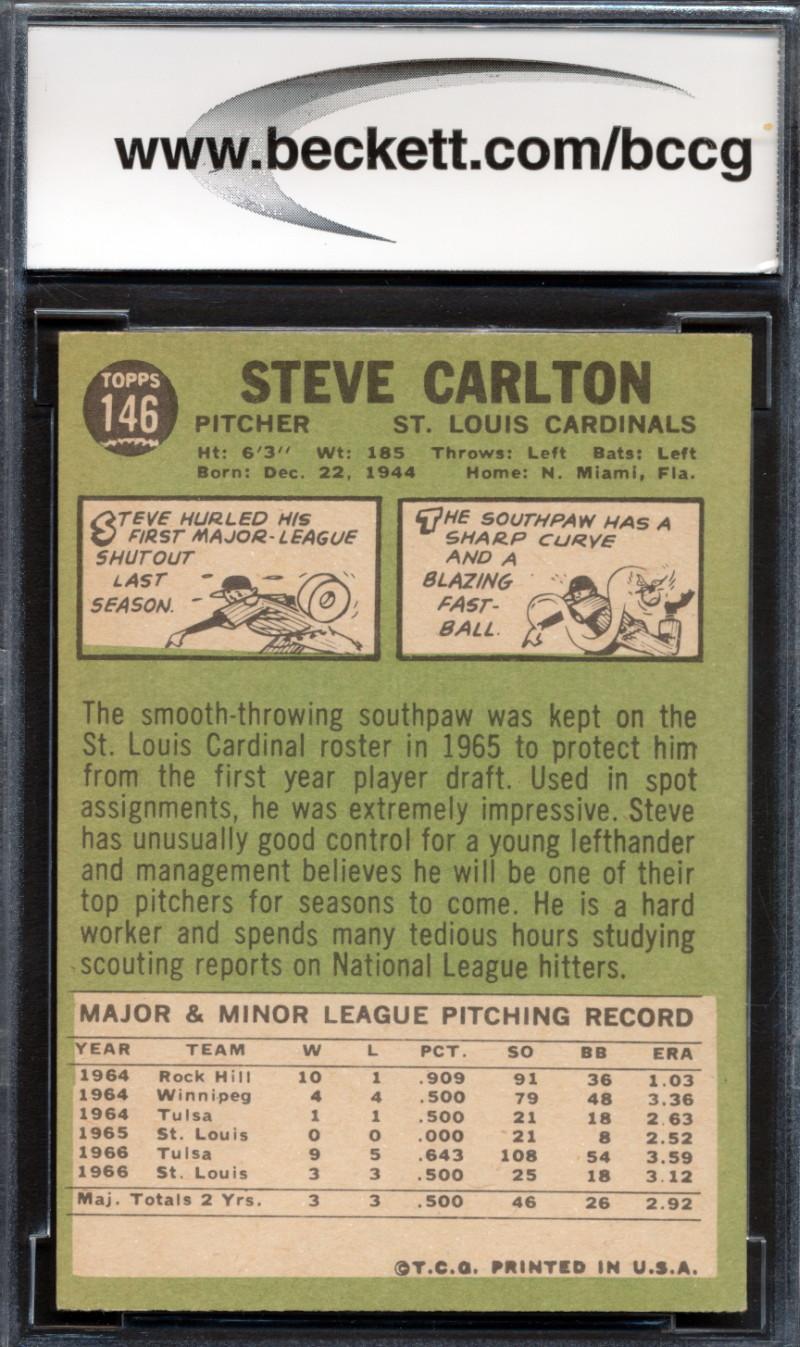 www.beckett.com/bccg
TOPPS
146
STEVE CARLTON
PITCHER ST. LOUIS CARDINALS
Ht: 6'3" Wt: 185 Throws: Left Bats: Left
Born: Dec. 22, 1944 Home: N. Miami, Fla.
STEVE HURLED HIS
FIRST MAJOR-LEAGUE
SHUTOUT
LAST
SEASON.
THE SOUTHPAW HAS A
SHARP CURVE
AND A
BLAZING
FAST-
BALL.
The smooth-throwing southpaw was kept on the
St. Louis Cardinal roster in 1965 to protect him
from the first year player draft. Used in spot
assignments, he was extremely impressive. Steve
has unusually good control for a young lefthander
and management believes he will be one of their
top pitchers for seasons to come. He is a hard
worker and spends many tedious hours studying
scouting reports on National League hitters.
MAJOR & MINOR LEAGUE PITCHING RECORD
YEAR TEAM W L PCT. SO BB ERA
1964 Rock Hill 10 1 .909 91 36 1.03
1964 Winnipeg 4 4 .500 79 48 3.36
1964 Tulsa 1 1 .500 21 18 2.63
1965 St. Louis 0 0 .000 21 8 2.52
1966 Tulsa 9 5 .643 108 54 3.59
1966 St. Louis 3 3 .500 25 18 3.12
Maj. Totals 2 Yrs. 3 3 .500 46 26 2.92
©T.C.G. PRINTED IN U.S.A.